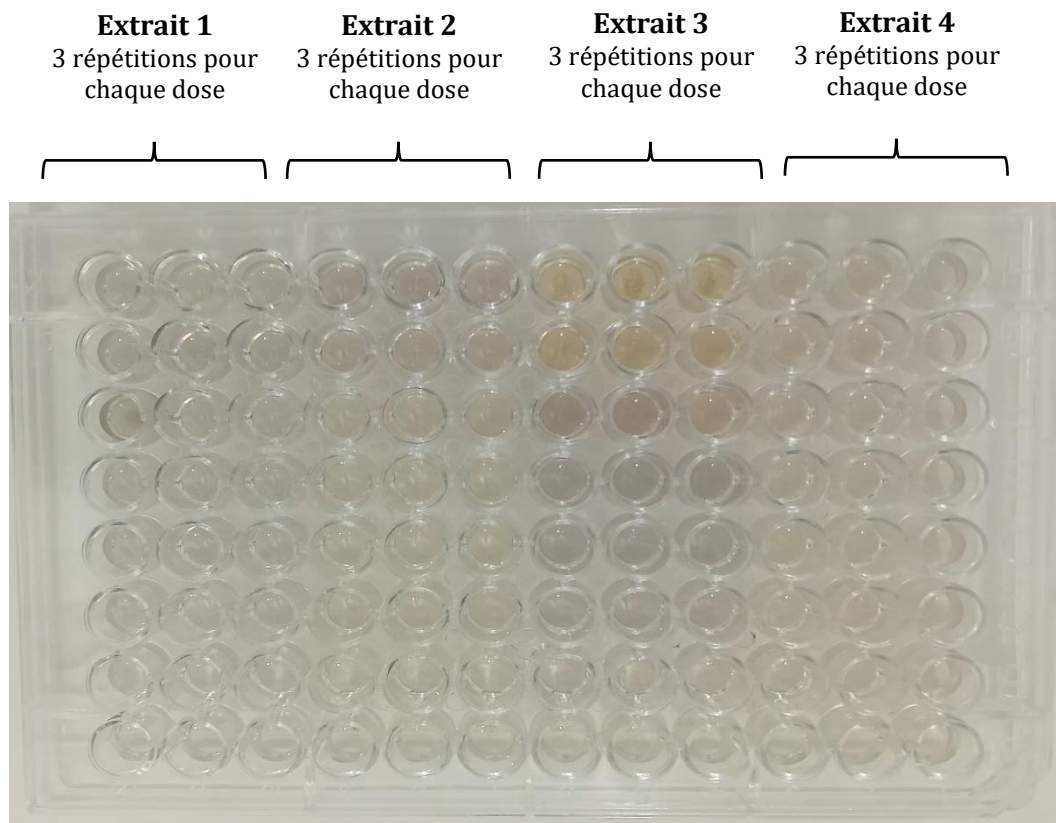 Extrait 1
3 répétitions pour
chaque dose
Extrait 2
3 répétitions pour
chaque dose
Extrait 3
3 répétitions pour
chaque dose
Extrait 4
3 répétitions pour
chaque dose